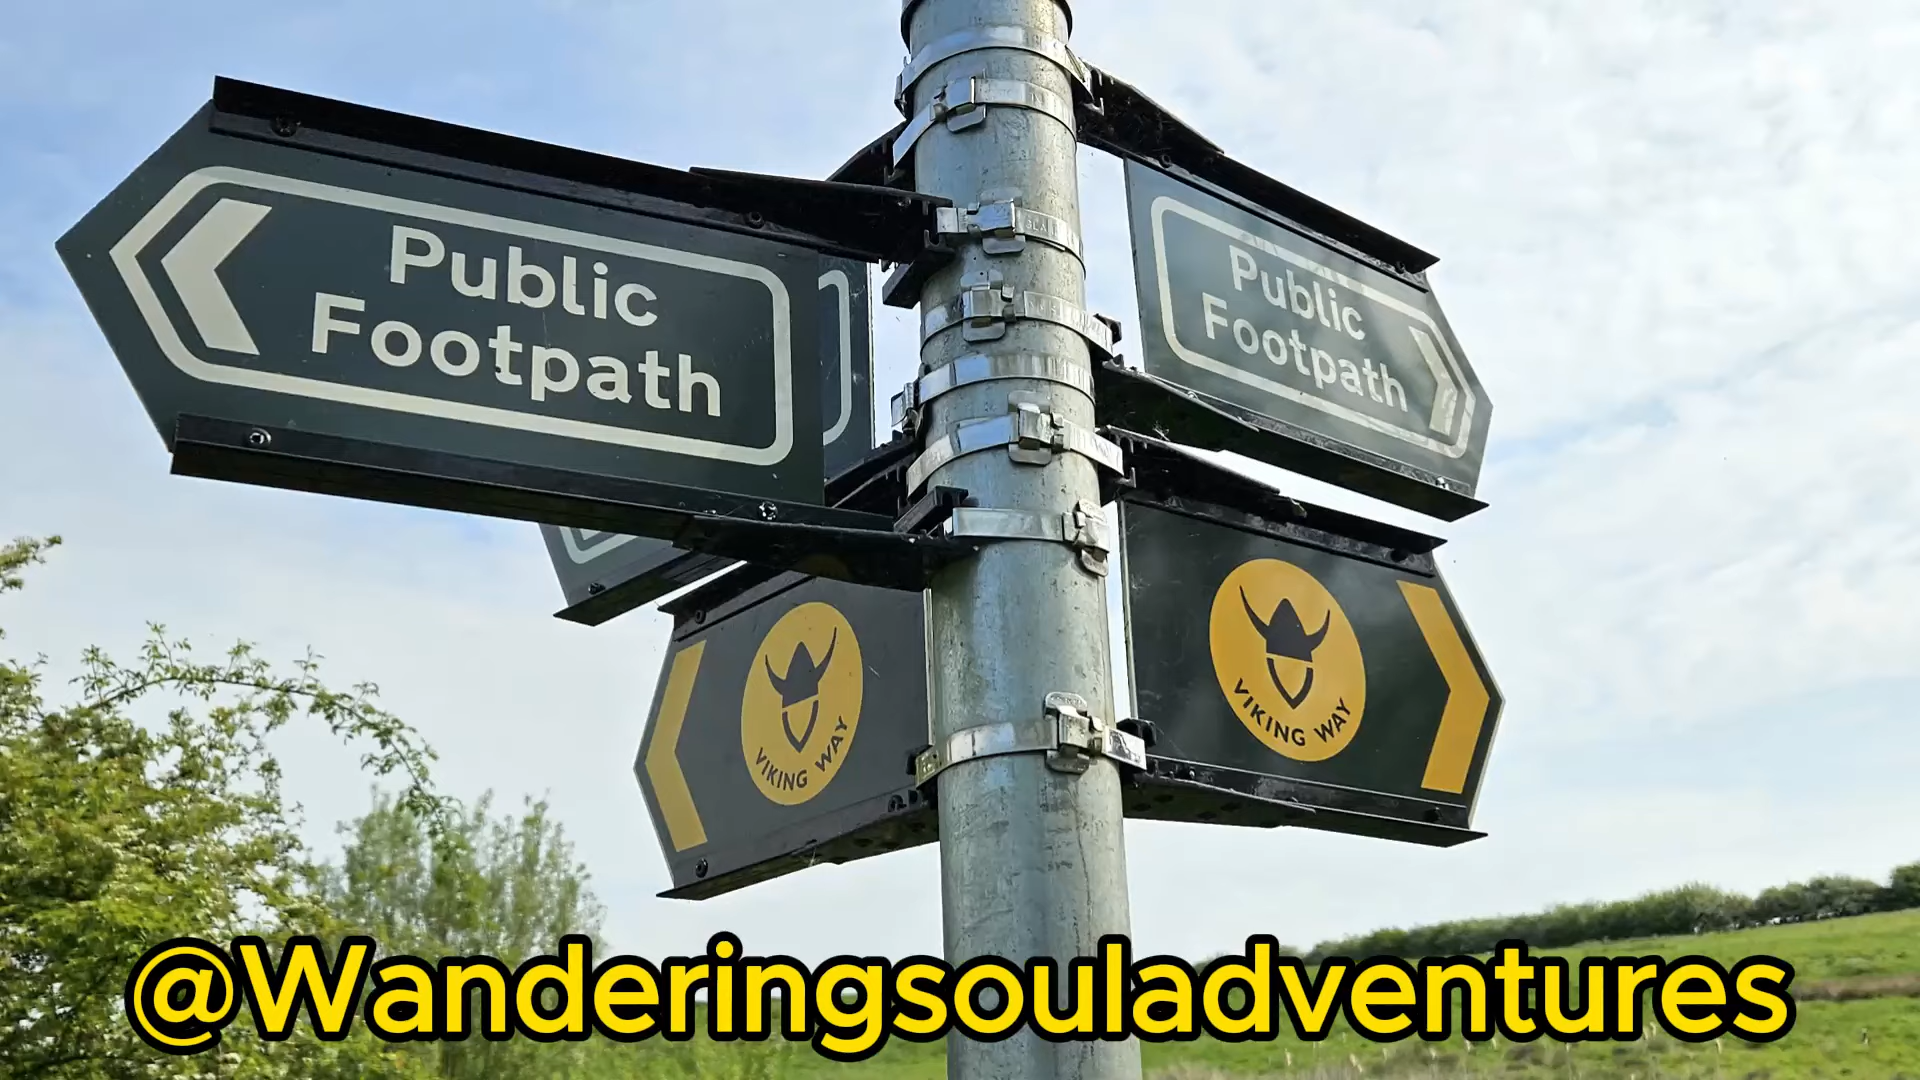 Public
Footpath
Public
Footpath
VIKING WAY
VIKING WAY
@Wanderingsouladventures